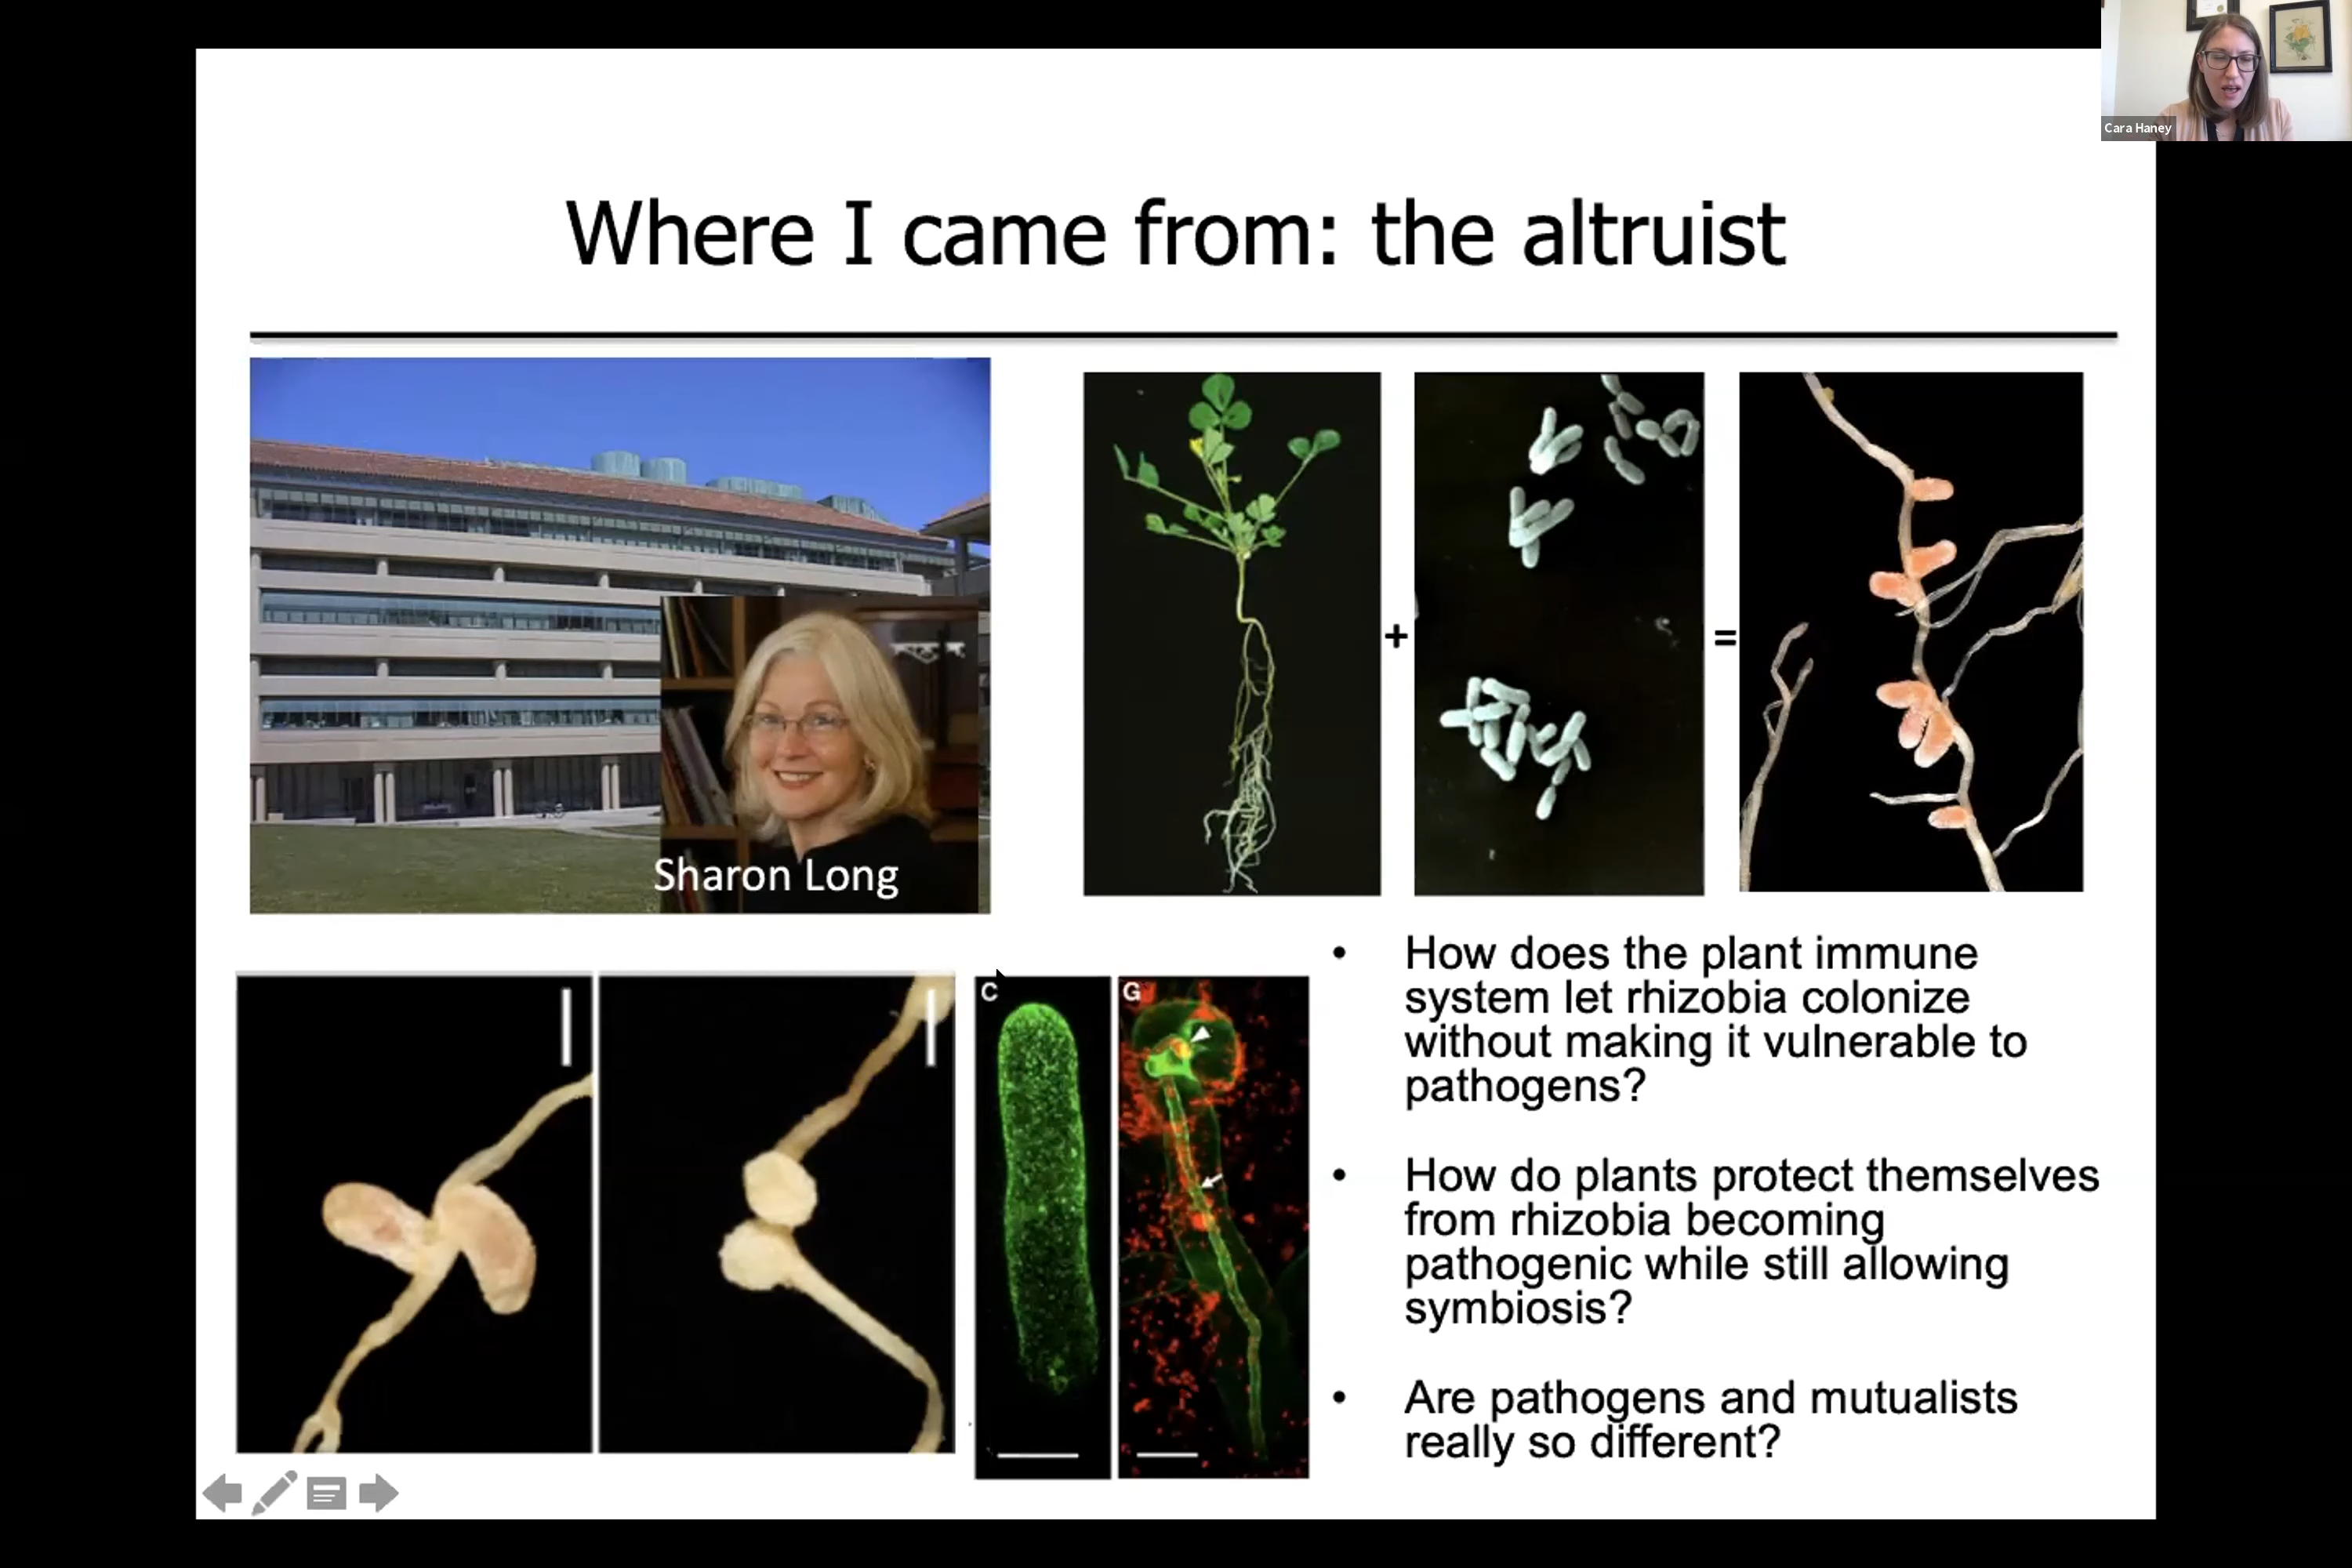 Cara Haney
Where I came from: the altruist
Sharon Long
+
=
C
G
• How does the plant immune
system let rhizobia colonize
without making it vulnerable to
pathogens?
• How do plants protect themselves
from rhizobia becoming
pathogenic while still allowing
symbiosis?
• Are pathogens and mutualists
really so different?